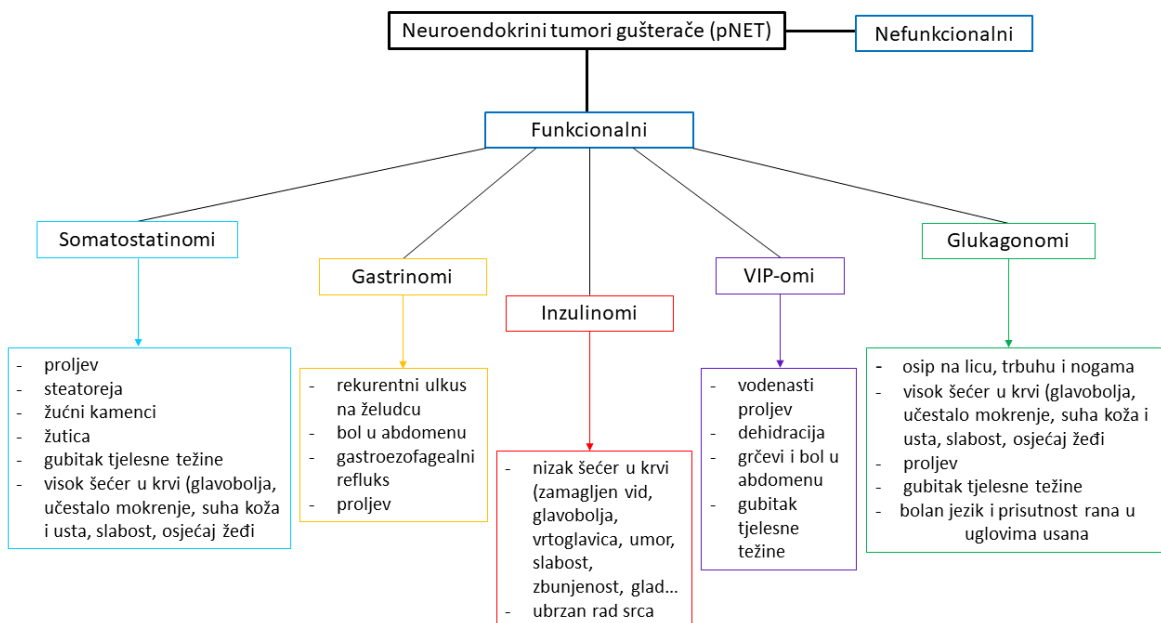 Neuroendokrini tumori gušterače (pNET)
Nefunkcionalni
Funkcionalni
Somatostatinomi
Gastrinomi
Inzulinomi
VIP-omi
Glukagonomi
- proljev
- steatoreja
- žućni kamenci
- žutica
- gubitak tjelesne težine
- visok šećer u krvi (glavobolja,
učestalo mokrenje, suha koža
i usta, slabost, osjećaj žeđi
- rekurentni ulkus
na želudcu
- bol u abdomenu
- gastroezofagealni
refluks
- proljev
- nizak šećer u krvi
(zamagljen vid,
glavobolja,
vrtoglavica, umor,
slabost,
zbunjenost, glad...
- ubrzan rad srca
- vodenasti
proljev
- dehidracija
- grčevi i bol u
abdomenu
- gubitak
tjelesne
težine
- osip na licu, trbuhu i nogama
- visok šećer u krvi (glavobolja,
učestalo mokrenje, suha koža i
usta, slabost, osjećaj žeđi
- proljev
- gubitak tjelesne težine
- bolan jezik i prisutnost rana u
uglovima usana